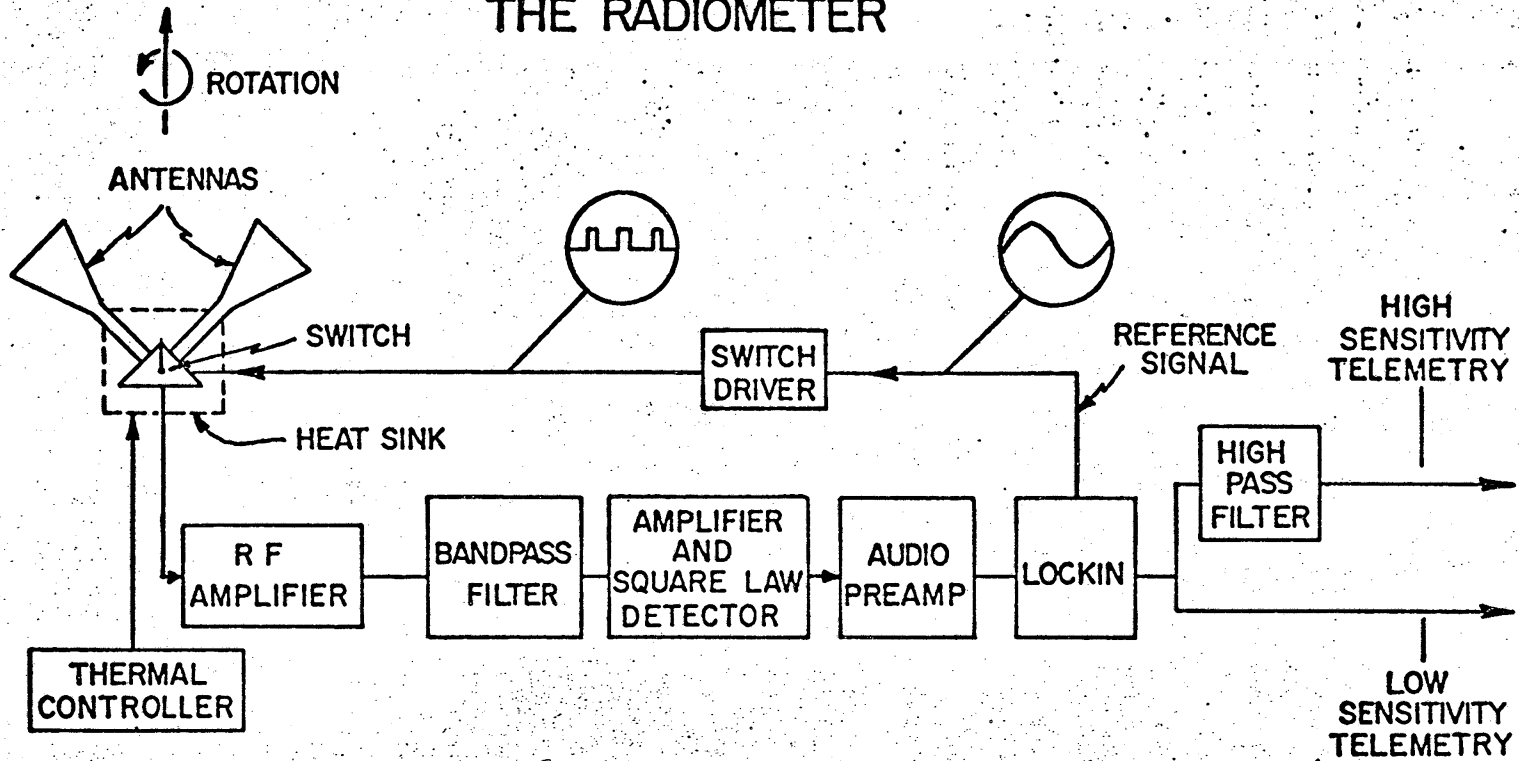 THE RADIOMETER
ROTATION
ANTENNAS
SWITCH
HEAT SINK
SWITCH
DRIVER
REFERENCE
SIGNAL
HIGH
SENSITIVITY
TELEMETRY
HIGH
PASS
FILTER
R F
AMPLIFIER
BANDPASS
FILTER
AMPLIFIER
AND
SQUARE LAW
DETECTOR
AUDIO
PREAMP
LOCKIN
THERMAL
CONTROLLER
LOW
SENSITIVITY
TELEMETRY